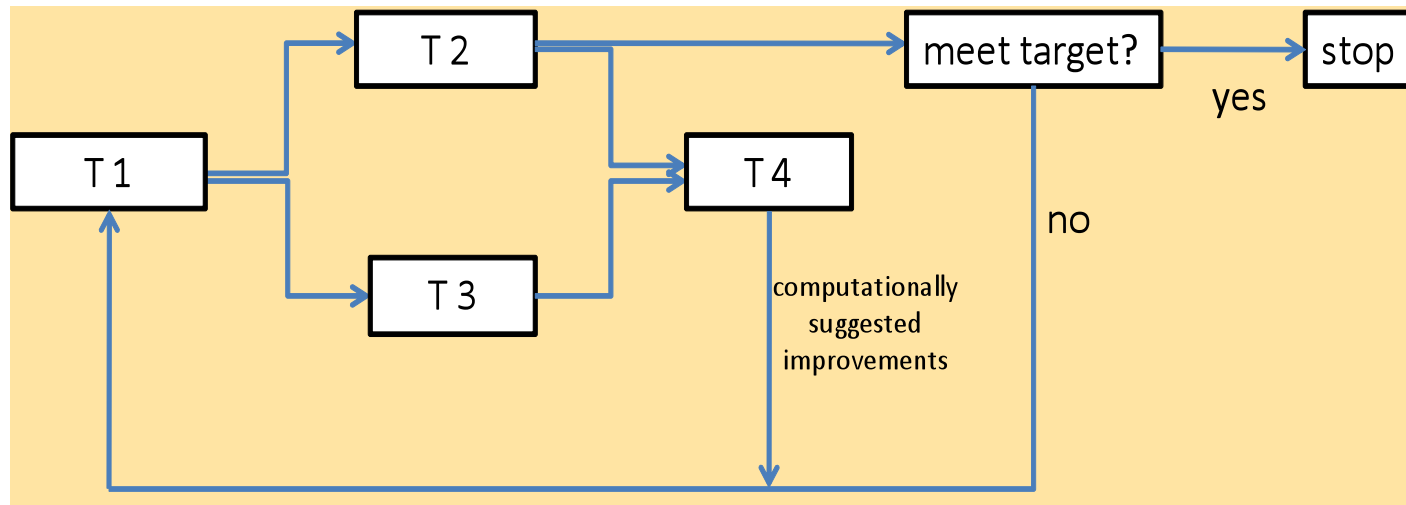 T 2
meet target?
stop
yes
T 1
T 4
no
T 3
computationally
suggested
improvements